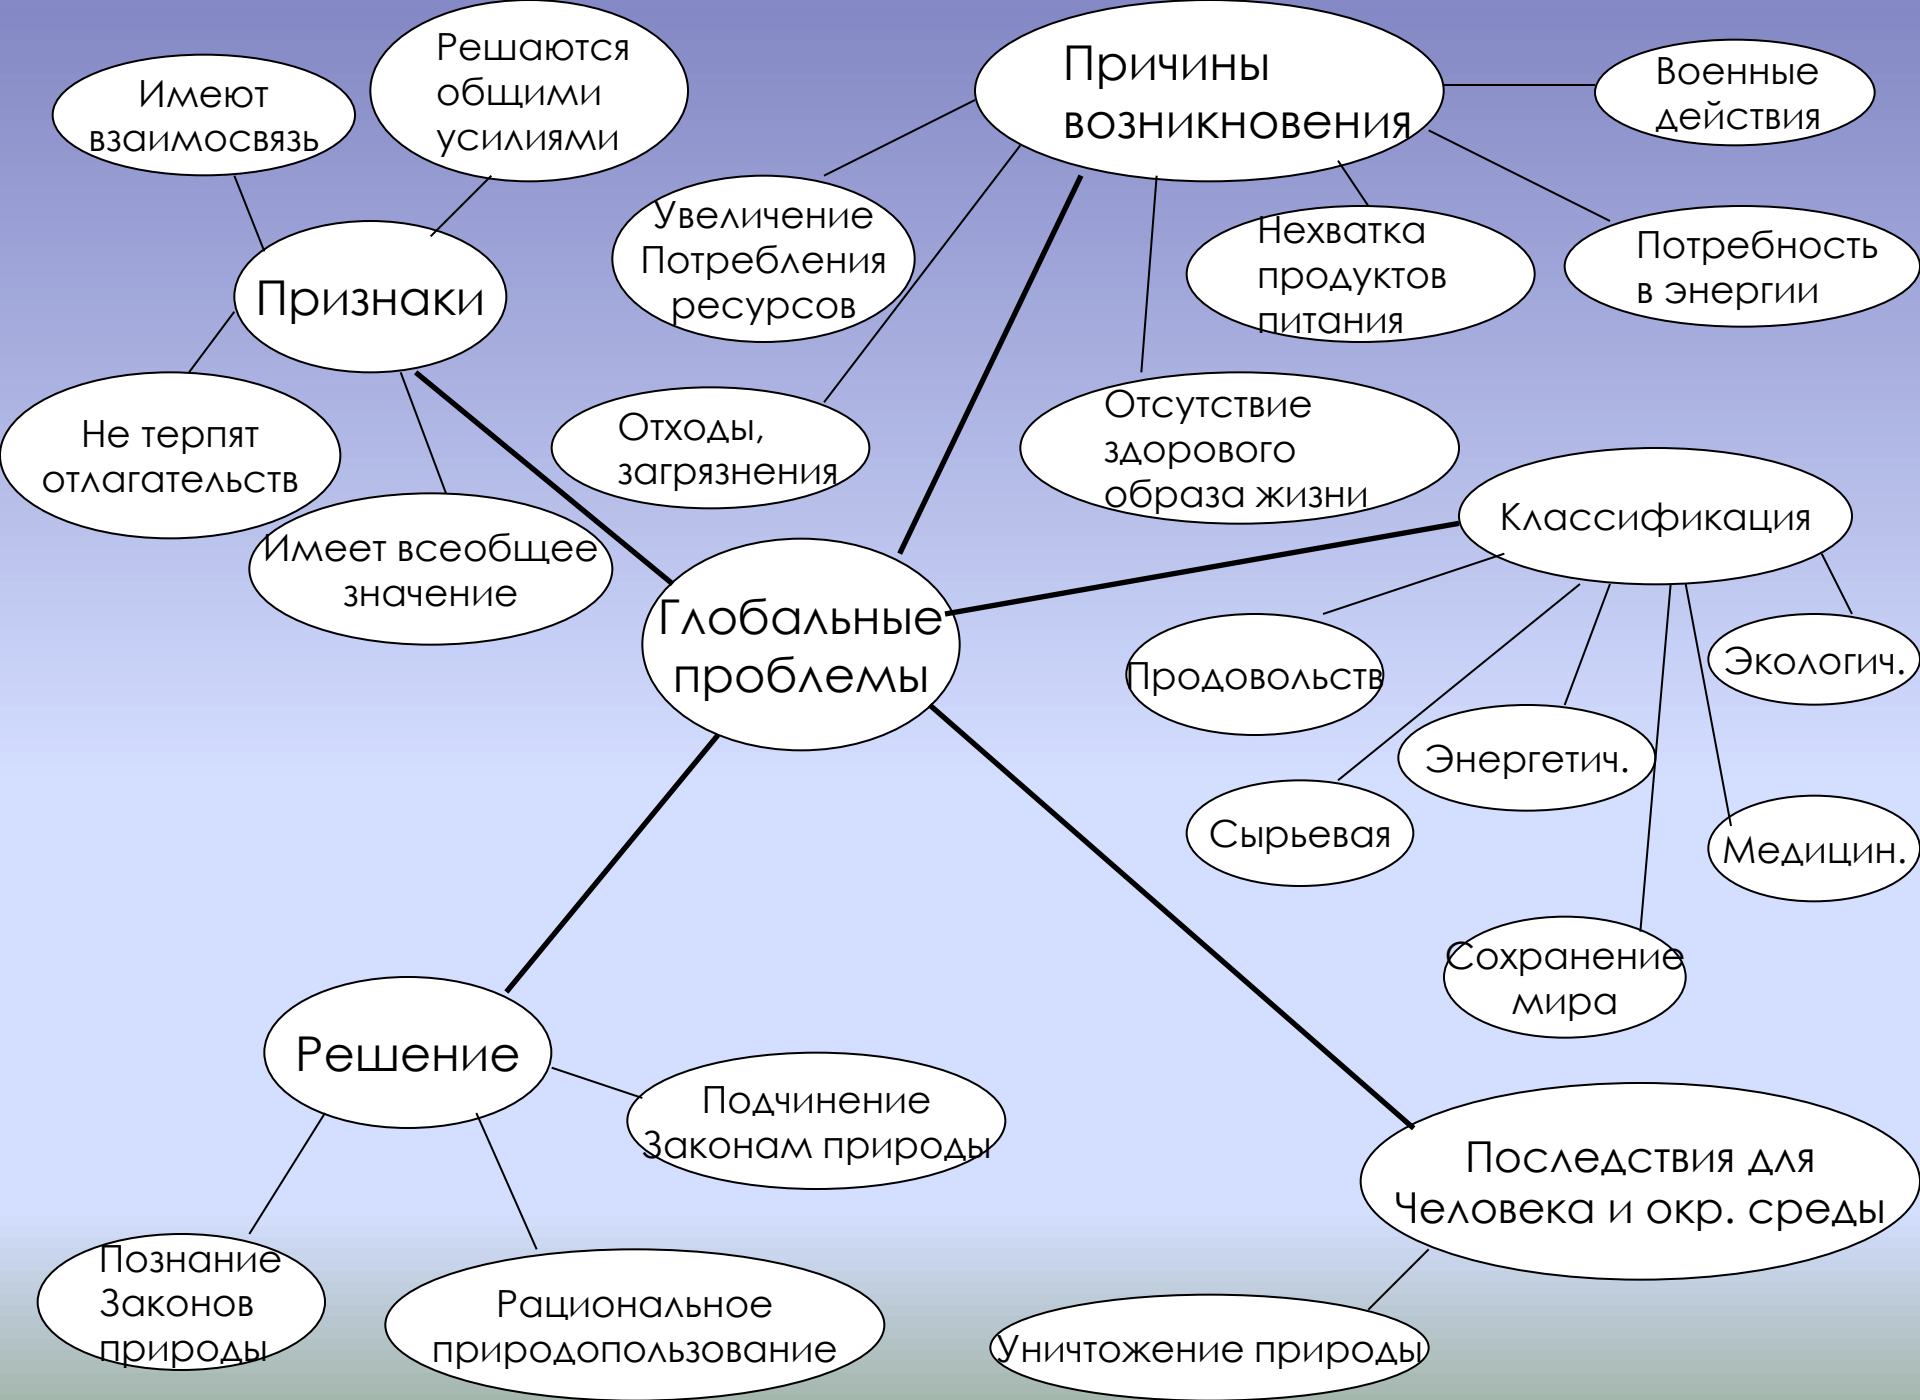 Решаются
общими
усилиями
Имеют
взаимосвязь
Признаки
Не терпят
отлагательств
Имеет всеобщее
значение
Причины
возникновения
Военные
действия
Увеличение
Потребления
ресурсов
Нехватка
продуктов
питания
Потребность
в энергии
Отходы,
загрязнения
Отсутствие
здорового
образа жизни
Классификация
Глобальные
проблемы
Продовольств
Экологич.
Энергетич.
Сырьевая
Медицин.
Сохранение
мира
Решение
Подчинение
Законам природы
Познание
Законов
природы
Рациональное
природопользование
Последствия для
Человека и окр. среды
Уничтожение природы